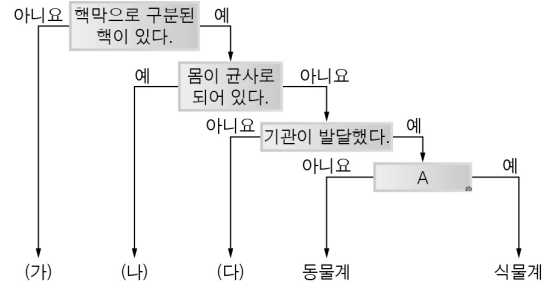 아니요
핵막으로 구분된
핵이 있다.
예
예
몸이 균사로
되어 있다.
아니요
아니요
기관이 발달했다.
예
아니요
A
예
(가)
(나)
(다)
동물계
식물계